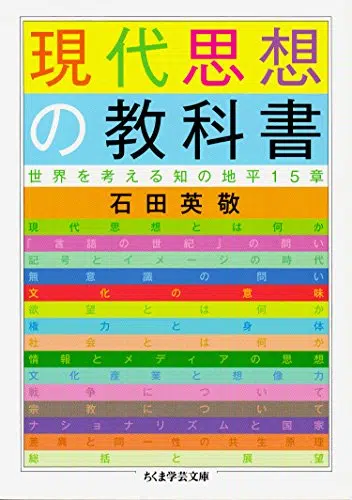 現代思想
の教科書
世界を考える知の地平15章
石田英敬
現代思想とは何か
「言語の世紀」の問い
記号とイメージの時代
無意識の問い
文化の意味
欲望とは何か
権力と身体
社会とは何か
情報とメディアの思想
文化産業と想像力
戦争について
宗教について
ナショナリズムと国家
差異と同一性の共生原理
総括と展望
ちくま学芸文庫